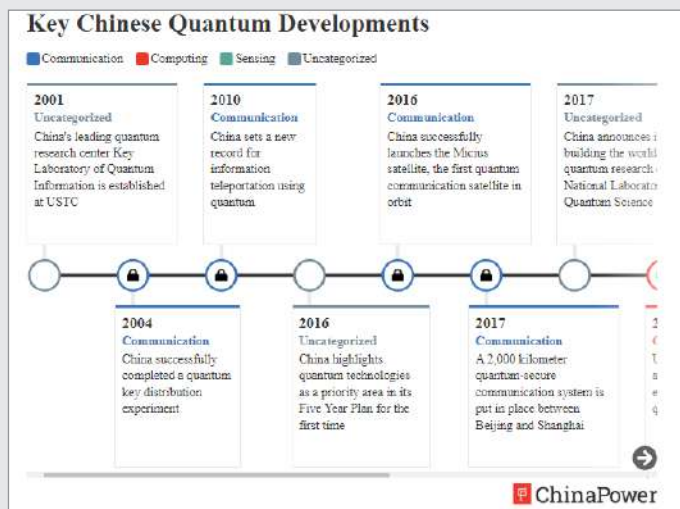 Key Chinese Quantum Developments
Communication Computing Sensing Uncategorized
2001
Uncategorized
China's leading quantum
research center Key
Laboratory of Quantum
Information is established
at USTC
2010
Communication
China sets a new
record for
information
teleportation using
quantum
2016
Communication
China successfully
launches the Micius
satellite, the first quantum
communication satellite in
orbit
2017
Uncategorized
China announces
building the world
quantum research
National Laborato
Quantum Science
2004
Communication
China successfully
completed a quantum
key distribution
experiment
2016
Uncategorized
China highlights
quantum technologies
as a priority area in its
Five Year Plan for the
first time
2017
Communication
A 2,000 kilometer
quantum-secure
communication system is
put in place between
Beijing and Shanghai
ChinaPower